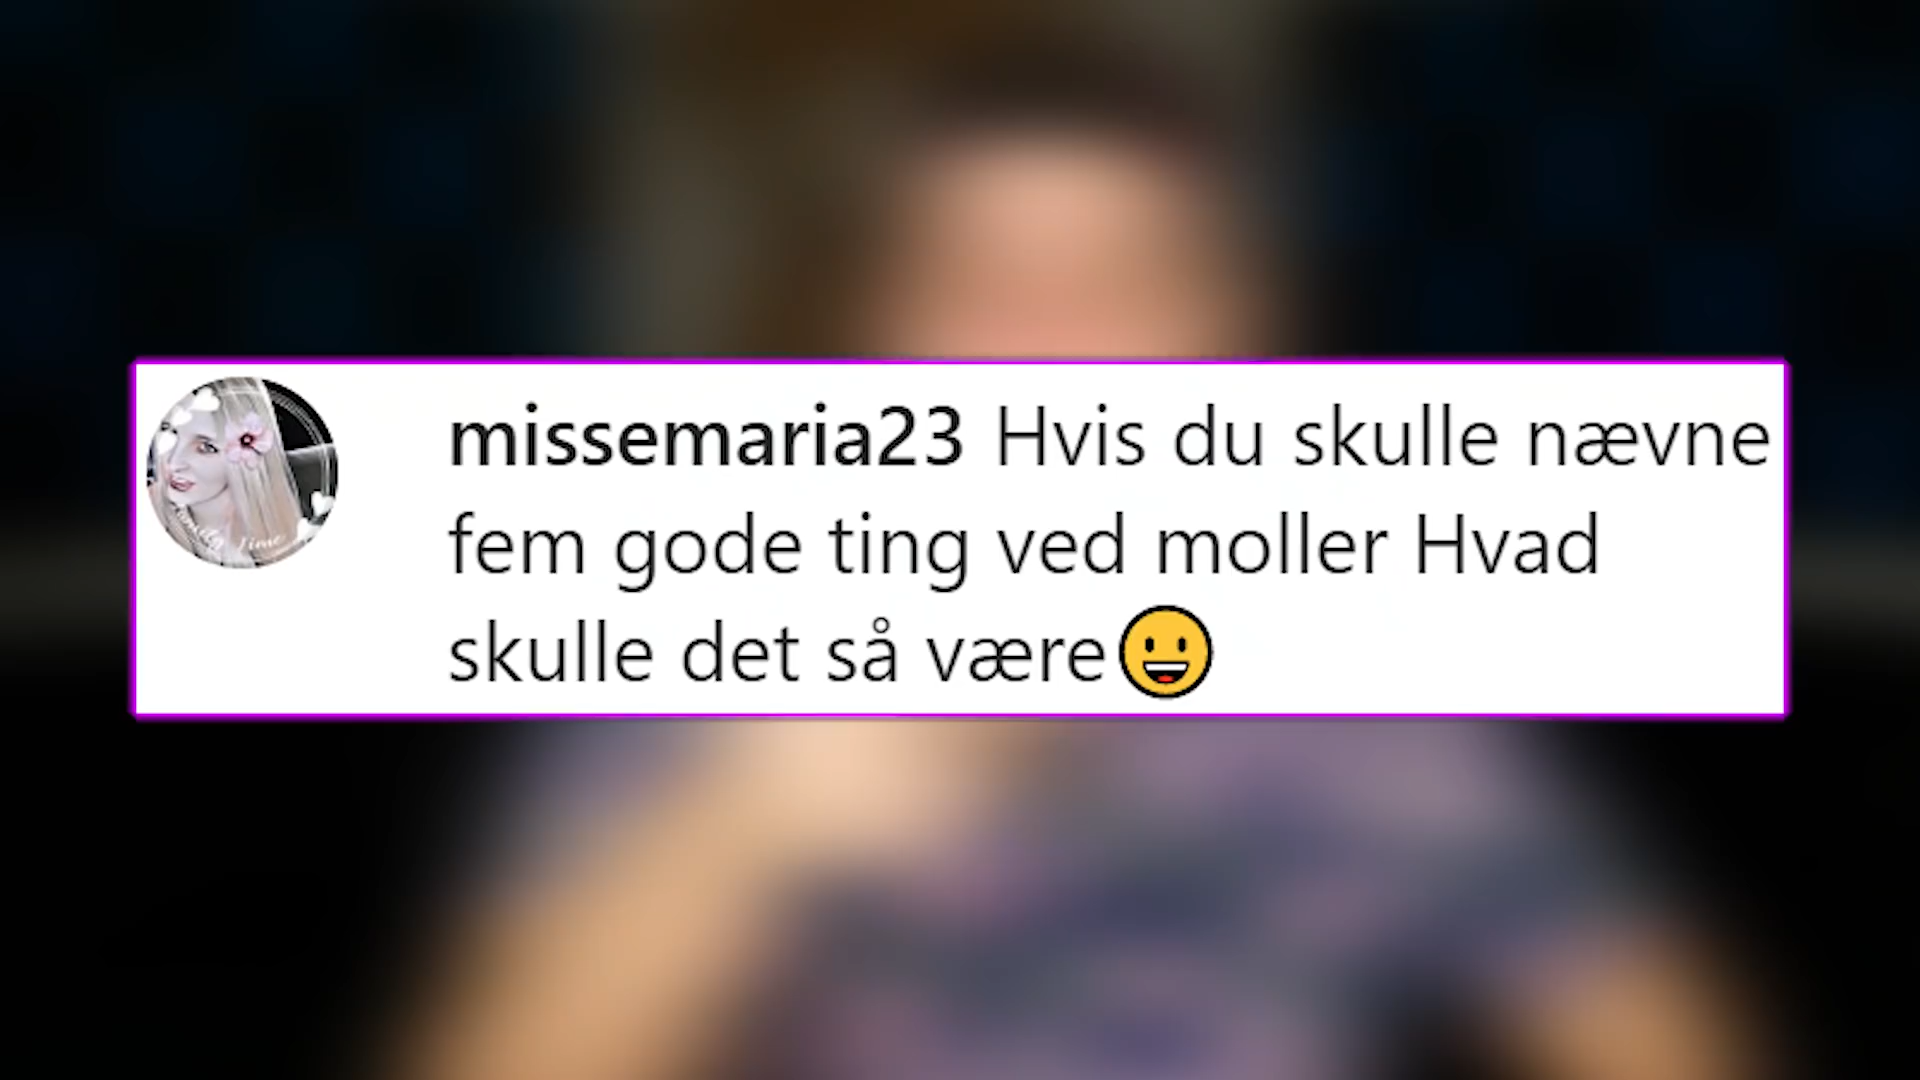 missemaria23 Hvis du skulle nævne
fem gode ting ved moller Hvad
skulle det så være😀